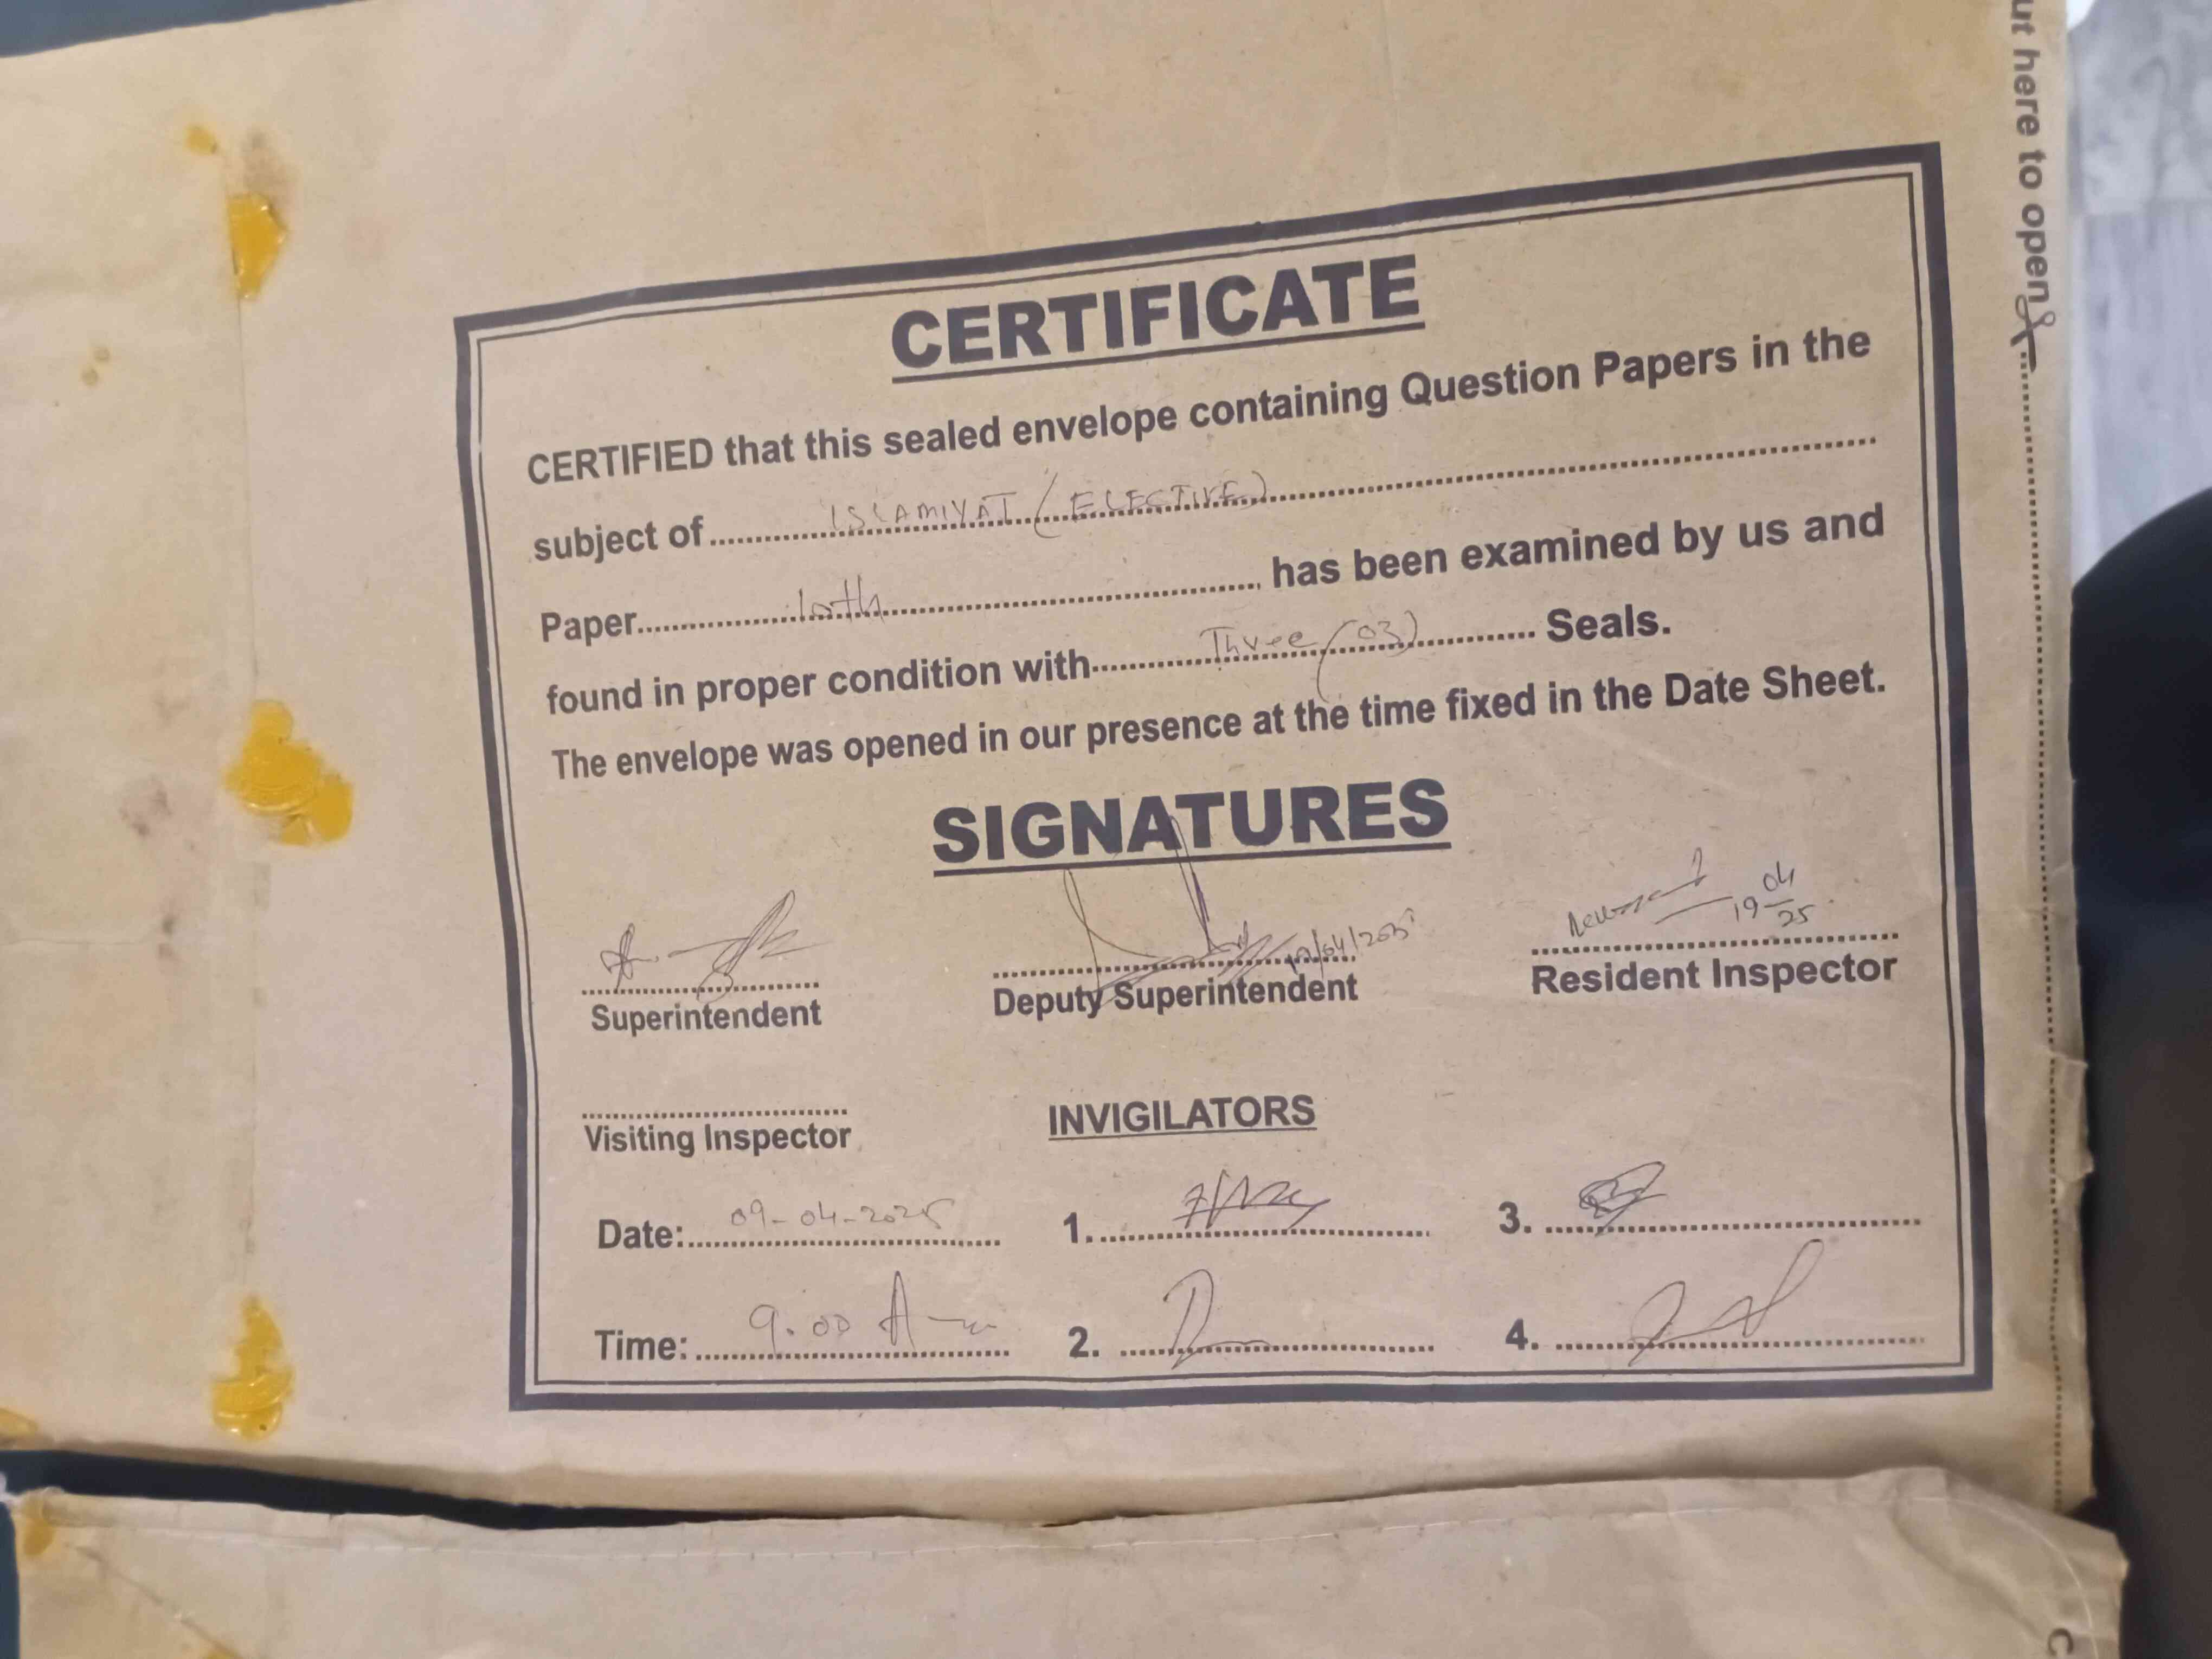 ut here to open
CERTIFICATE
CERTIFIED that this sealed envelope containing Question Papers in the
subject of ISLAMIYAT (ELECTIVE)
Paper 10th has been examined by us and
found in proper condition with Three (03) Seals.
The envelope was opened in our presence at the time fixed in the Date Sheet.
SIGNATURES
19 04/25
Superintendent Deputy Superintendent Resident Inspector
Visiting Inspector INVIGILATORS
Date: 09-04-2025 1. 3.
Time: 9.00 Am 2. 4.
C